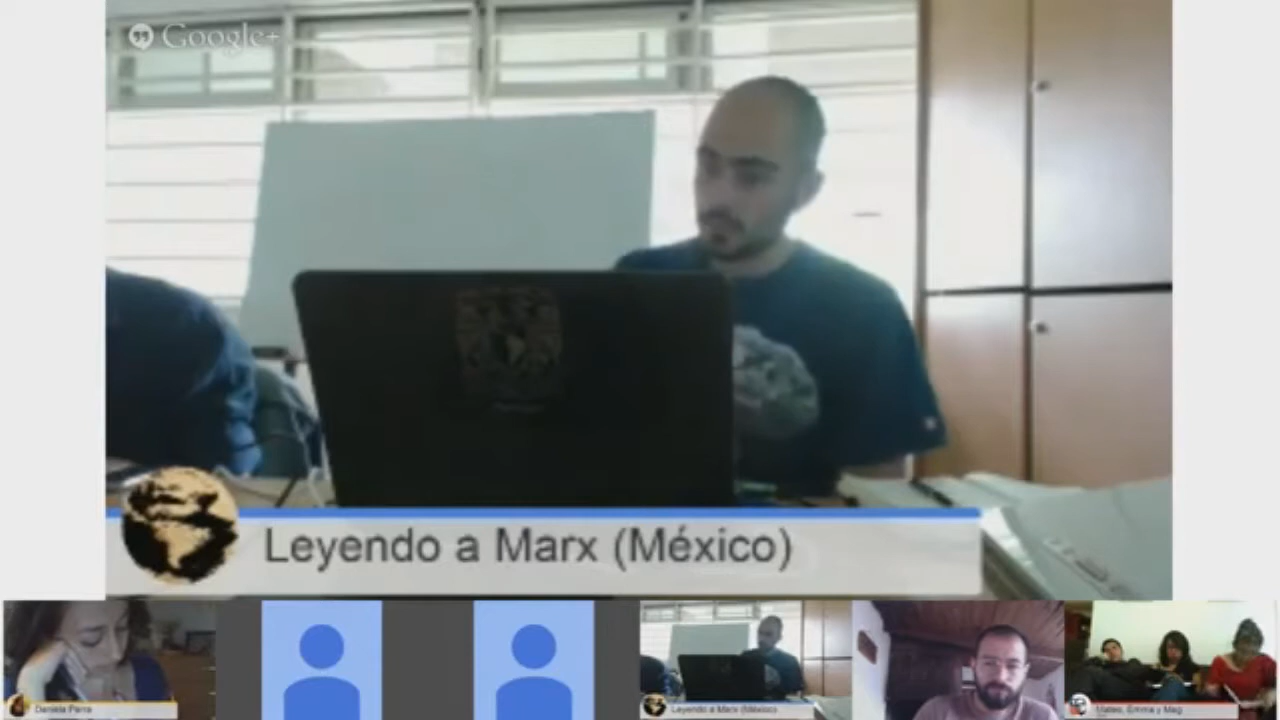 Google+
Leyendo a Marx (México)
Daniela Parra
Leyendo a Marx (México)
Mateo, Emma y Mag